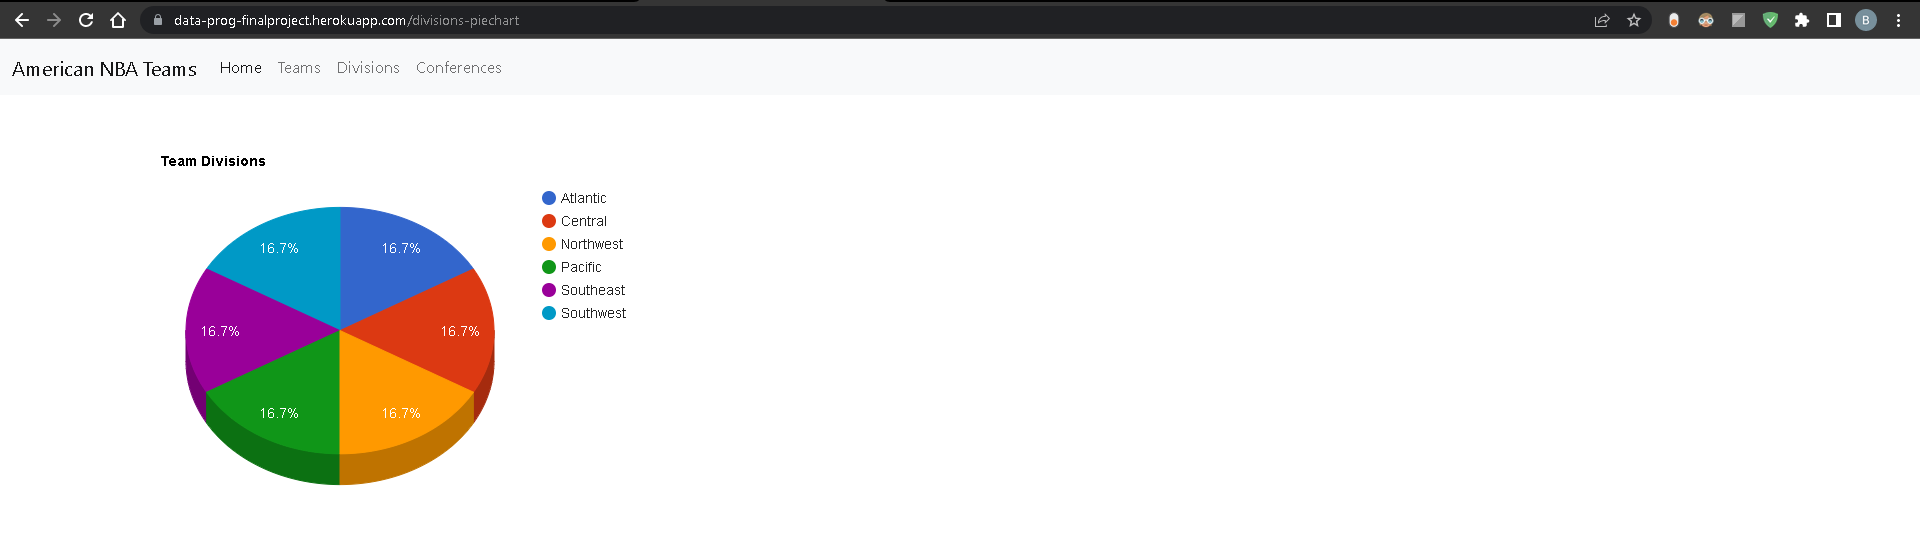 data-prog-finalproject.herokuapp.com/divisions-piechart
B
American NBA Teams Home Teams Divisions Conferences
Team Divisions
Atlantic
Central
Northwest
Pacific
Southeast
Southwest
16.7% 16.7%
16.7% 16.7%
16.7% 16.7%